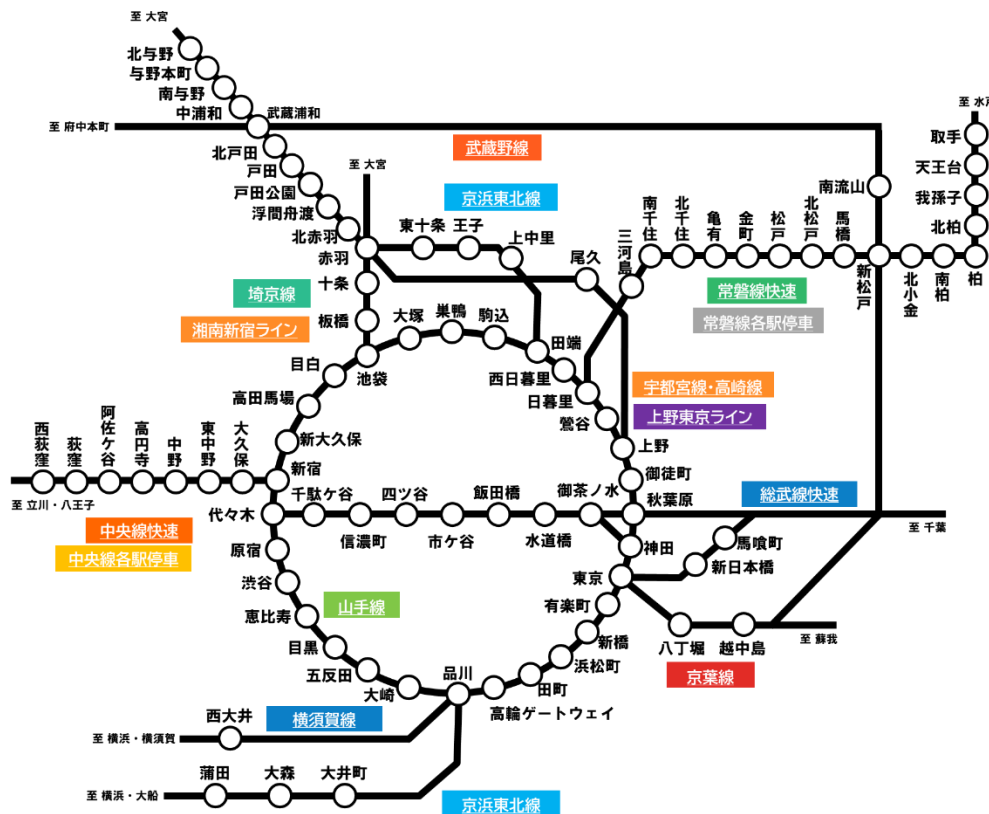 至 大宮
北与野
与野本町
南与野
中浦和
武蔵浦和
至 府中本町
北戸田
戸田
戸田公園
浮間舟渡
北赤羽
赤羽
武蔵野線
至 大宮
京浜東北線
東十条
王子
上中里
尾久
三河島
南千住
北千住
亀有
金町
松戸
北松戸
馬橋
南流山
新松戸
北小金
南柏
柏
北柏
我孫子
天王台
取手
常磐線快速
常磐線各駅停車
埼京線
湘南新宿ライン
十条
板橋
池袋
大塚
巣鴨
駒込
田端
西日暮里
日暮里
鶯谷
上野
御徒町
秋葉原
宇都宮線・高崎線
上野東京ライン
目白
高田馬場
新大久保
新宿
代々木
西荻窪
荻窪
阿佐ケ谷
高円寺
中野
東中野
大久保
至 立川・八王子
中央線快速
中央線各駅停車
千駄ケ谷
信濃町
四ツ谷
市ケ谷
飯田橋
水道橋
御茶ノ水
総武線快速
至 千葉
神田
馬喰町
新日本橋
東京
有楽町
新橋
浜松町
田町
高輪ゲートウェイ
品川
大崎
五反田
目黒
恵比寿
渋谷
原宿
山手線
八丁堀
越中島
至 蘇我
京葉線
西大井
横須賀線
至 横浜・横須賀
蒲田
大森
大井町
至 横浜・大船
京浜東北線